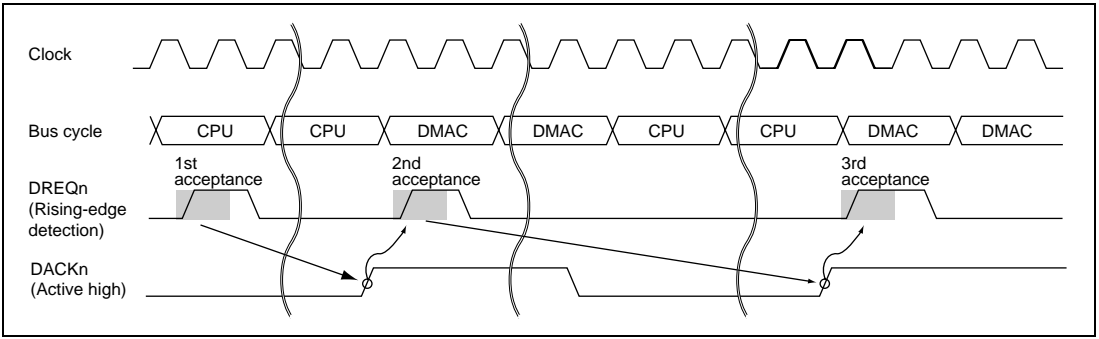 Clock
Bus cycle
CPU CPU DMAC DMAC CPU CPU DMAC DMAC
1st
acceptance
2nd
acceptance
3rd
acceptance
DREQn
(Rising-edge
detection)
DACKn
(Active high)